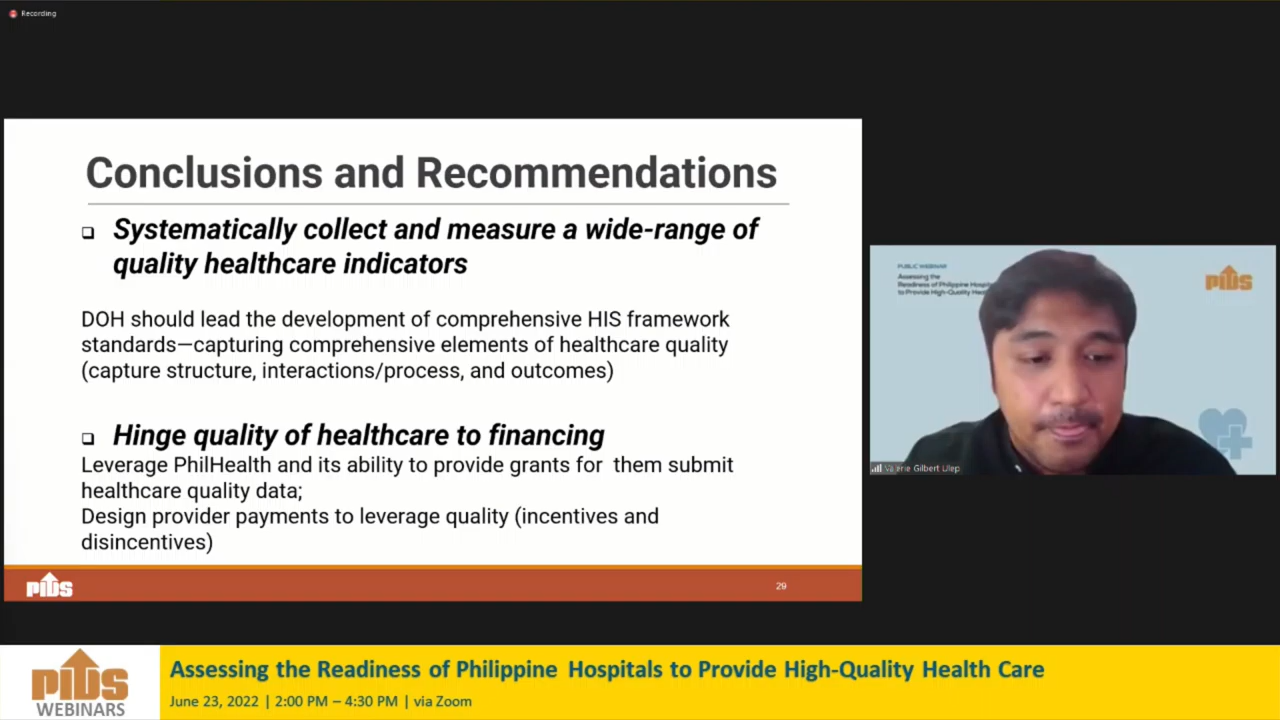 Recording
Conclusions and Recommendations
❑ Systematically collect and measure a wide-range of
quality healthcare indicators
DOH should lead the development of comprehensive HIS framework
standards—capturing comprehensive elements of healthcare quality
(capture structure, interactions/process, and outcomes)
❑ Hinge quality of healthcare to financing
Leverage PhilHealth and its ability to provide grants for them submit
healthcare quality data;
Design provider payments to leverage quality (incentives and
disincentives)
PIDS
29
PUBLIC WEBINAR
Assessing the
Readiness of Philippine
to Provide High-Quality
PIDS
Valerie Gilbert Ulep
PIDS
WEBINARS
Assessing the Readiness of Philippine Hospitals to Provide High-Quality Health Care
June 23, 2022 | 2:00 PM – 4:30 PM | via Zoom